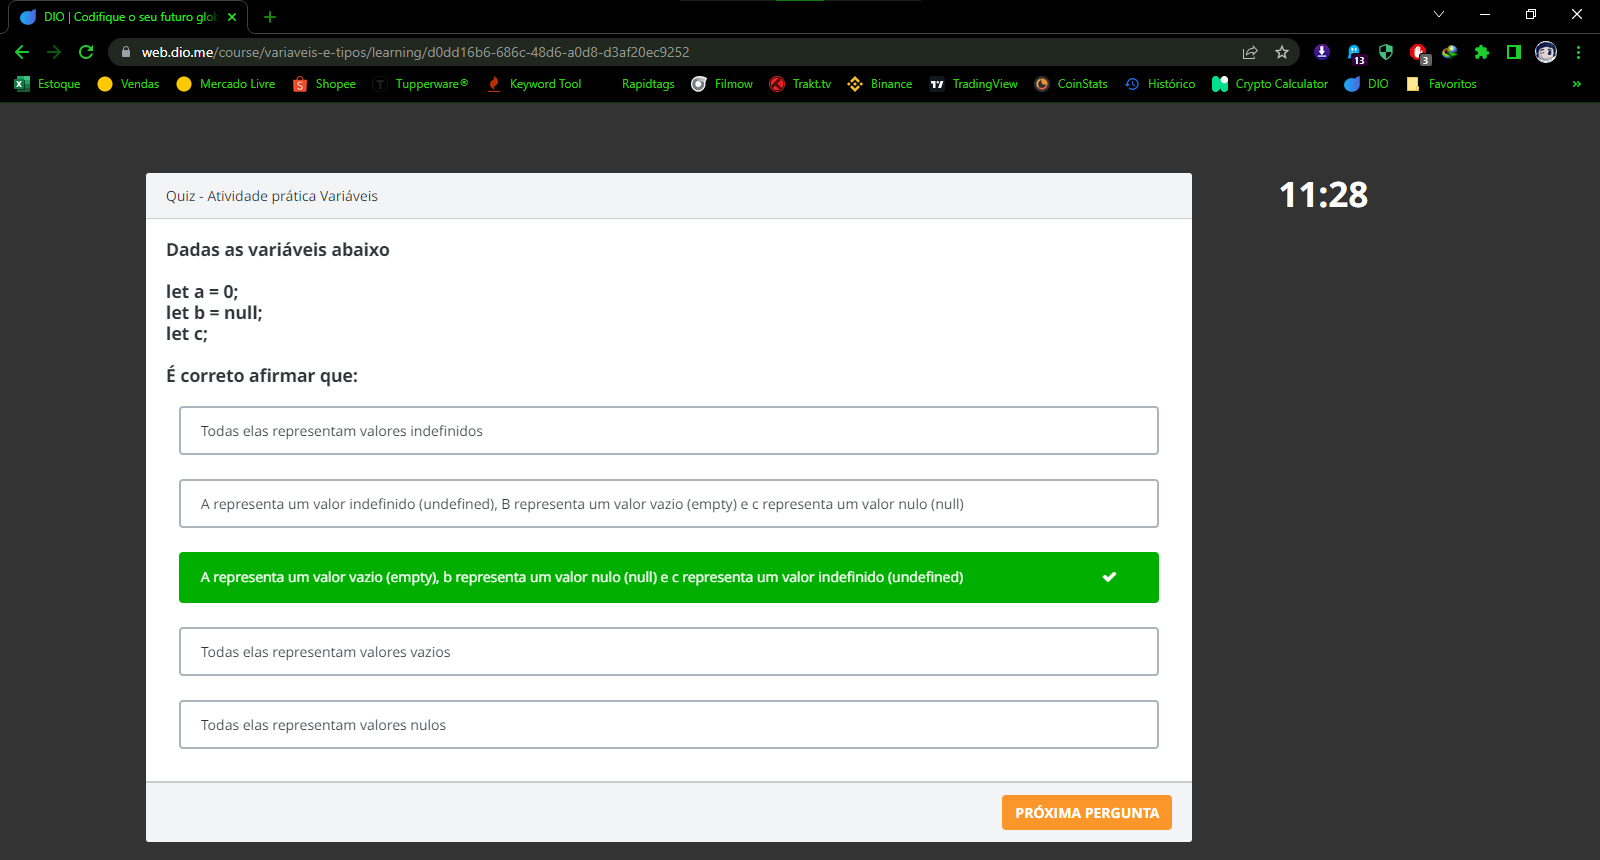 DIO | Codifique o seu futuro glob
web.dio.me/course/variaveis-e-tipos/learning/d0dd16b6-686c-48d6-a0d8-d3af20ec9252
13
3
Estoque Vendas Mercado Livre Shopee Tupperware® Keyword Tool Rapidtags Filmow Trakt.tv Binance TradingView CoinStats Histórico Crypto Calculator DIO Favoritos »
Quiz - Atividade prática Variáveis
11:28
Dadas as variáveis abaixo
let a = 0;
let b = null;
let c;
É correto afirmar que:
Todas elas representam valores indefinidos
A representa um valor indefinido (undefined), B representa um valor vazio (empty) e c representa um valor nulo (null)
A representa um valor vazio (empty), b representa um valor nulo (null) e c representa um valor indefinido (undefined)
Todas elas representam valores vazios
Todas elas representam valores nulos
PRÓXIMA PERGUNTA